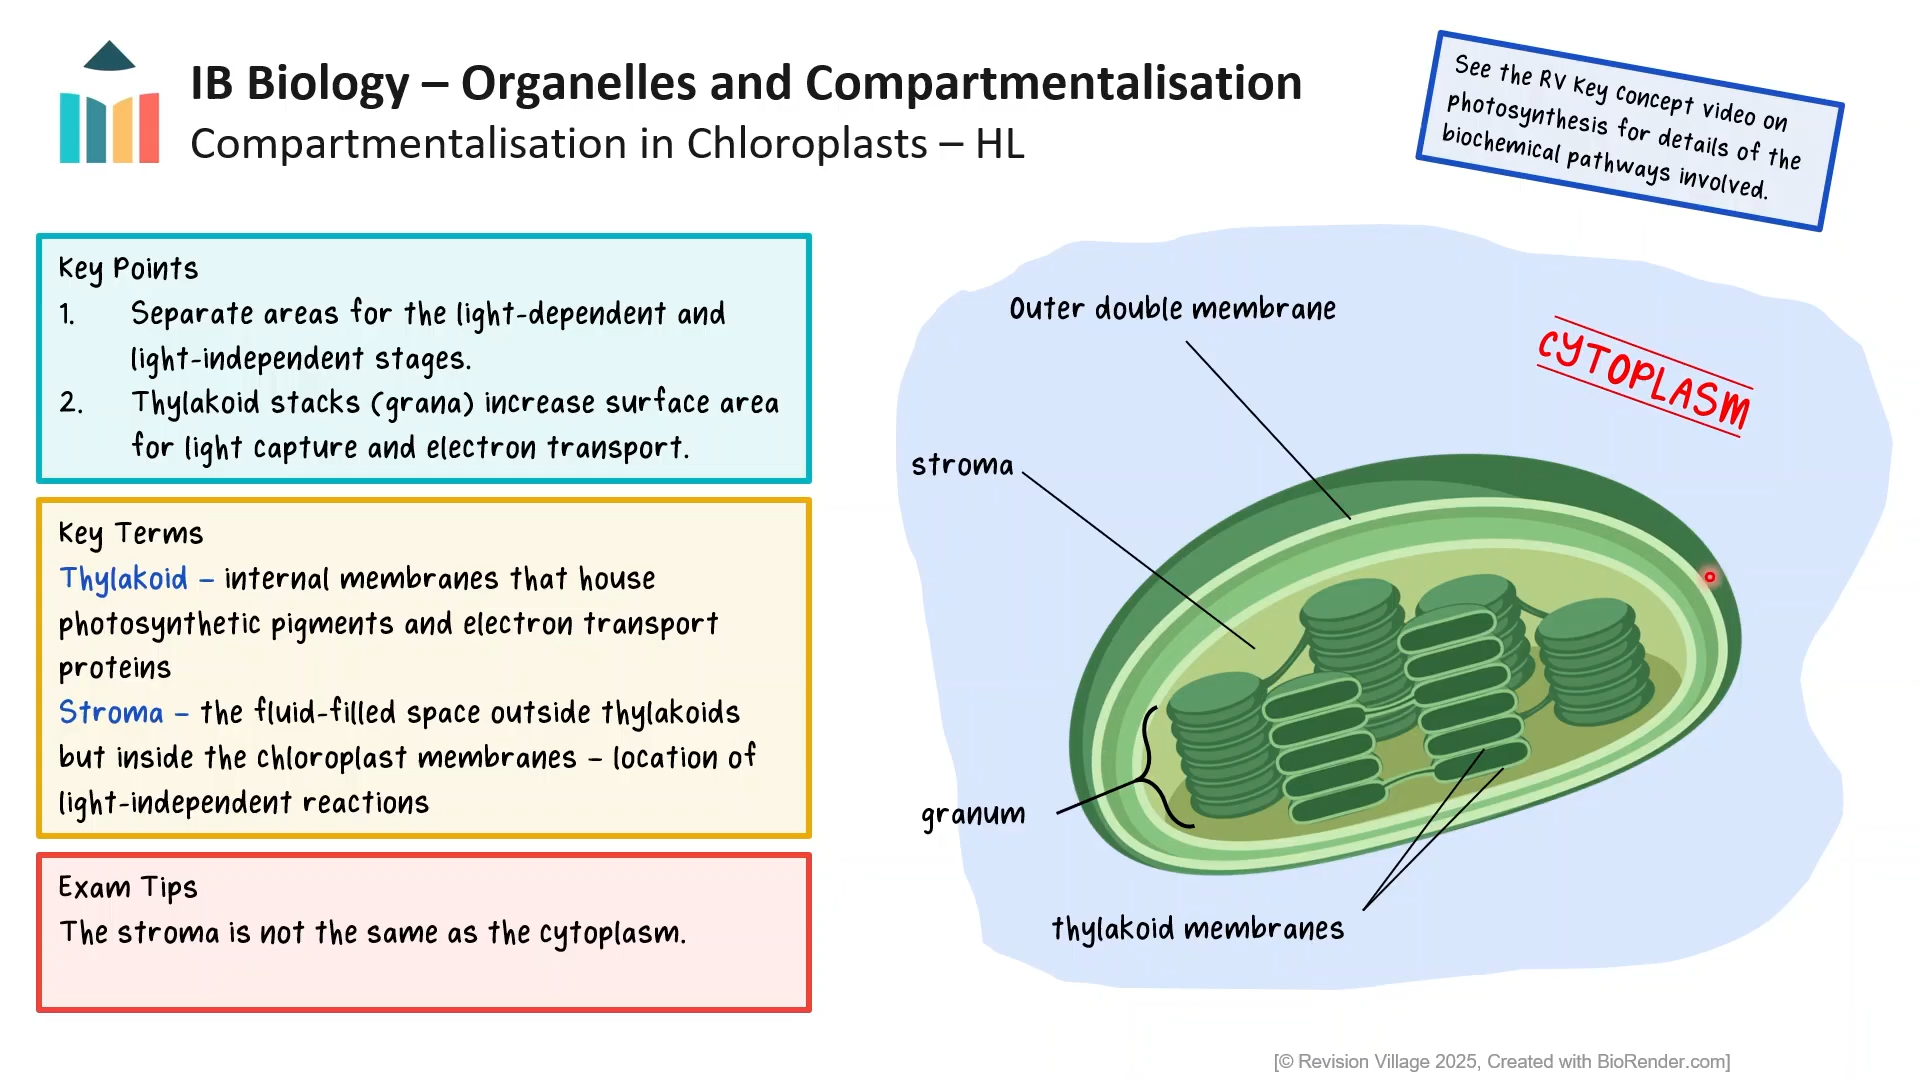 IB Biology – Organelles and Compartmentalisation
Compartmentalisation in Chloroplasts – HL
See the RV Key concept video on
photosynthesis for details of the
biochemical pathways involved.
Key Points
1. Separate areas for the light-dependent and
light-independent stages.
2. Thylakoid stacks (grana) increase surface area
for light capture and electron transport.
Key Terms
Thylakoid – internal membranes that house
photosynthetic pigments and electron transport
proteins
Stroma – the fluid-filled space outside thylakoids
but inside the chloroplast membranes – location of
light-independent reactions
Exam Tips
The stroma is not the same as the cytoplasm.
Outer double membrane
CYTOPLASM
stroma
granum
thylakoid membranes
[© Revision Village 2025, Created with BioRender.com]